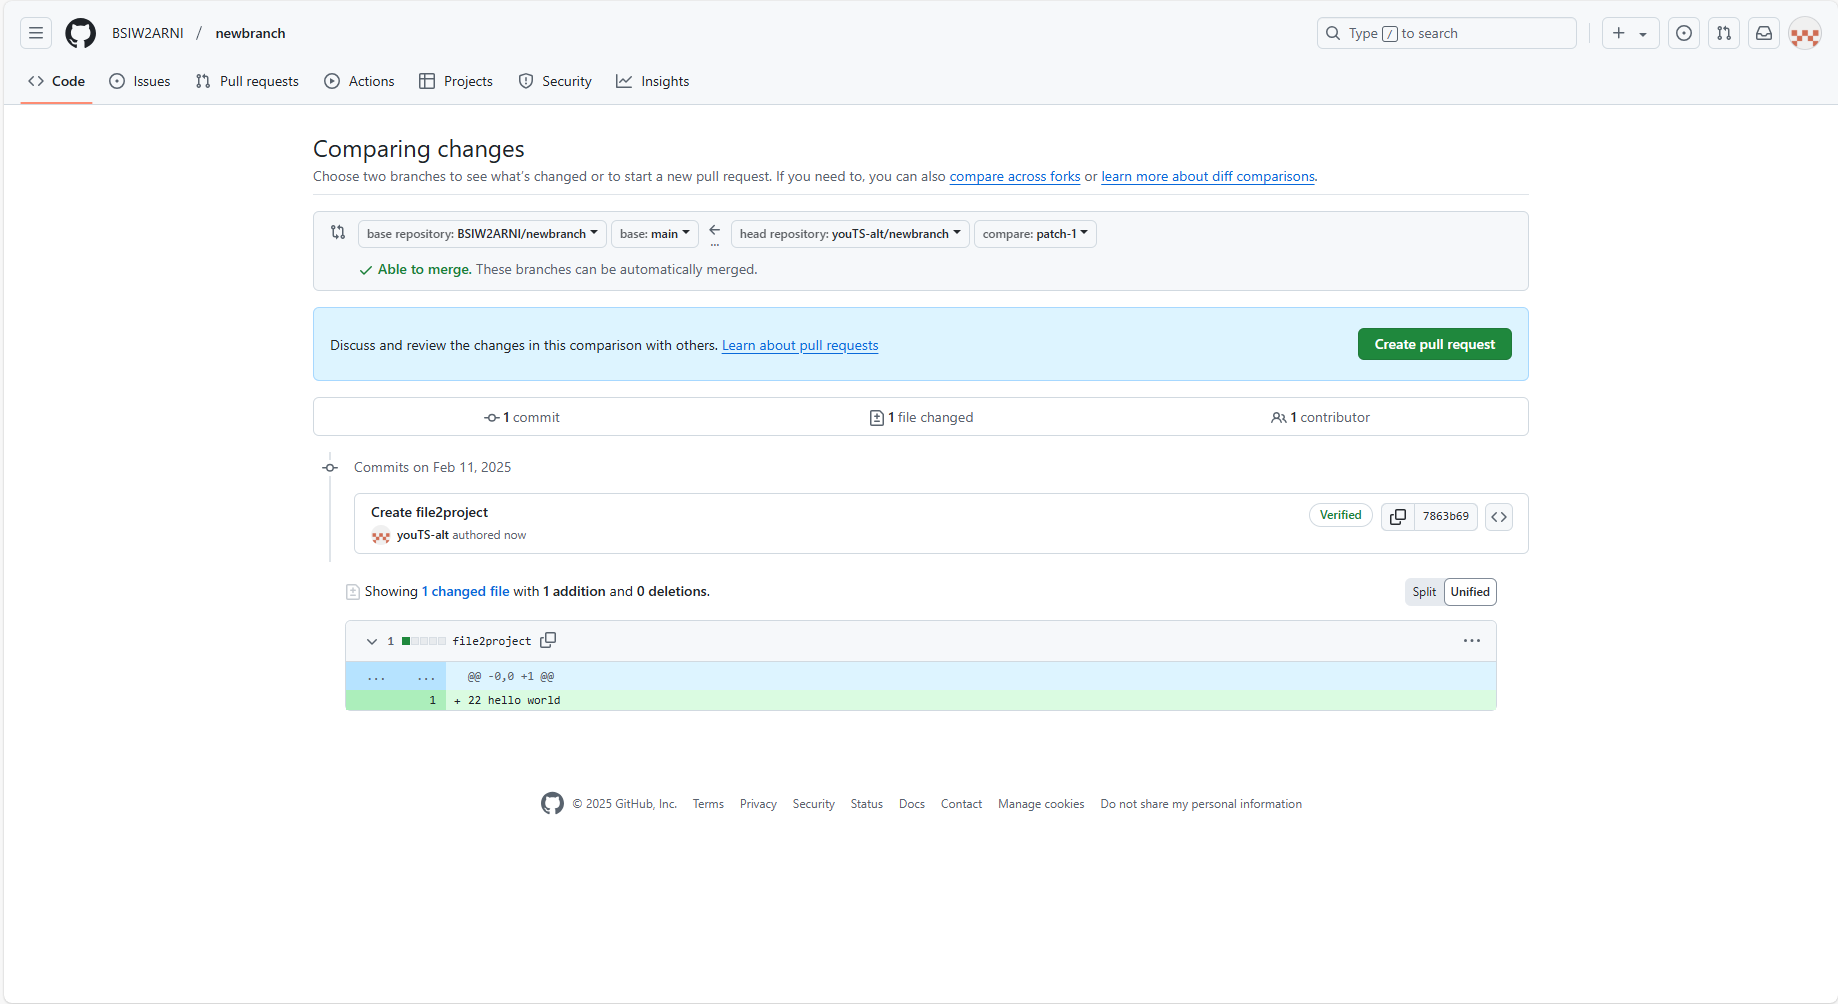 BSIW2ARNI / newbranch
Type / to search
Code Issues Pull requests Actions Projects Security Insights
Comparing changes
Choose two branches to see what's changed or to start a new pull request. If you need to, you can also compare across forks or learn more about diff comparisons.
base repository: BSIW2ARNI/newbranch base: main ← head repository: youTS-alt/newbranch compare: patch-1
...
Able to merge. These branches can be automatically merged.
Discuss and review the changes in this comparison with others. Learn about pull requests
Create pull request
1 commit 1 file changed 1 contributor
Commits on Feb 11, 2025
Create file2project
youTS-alt authored now
Verified 7863b69
Showing 1 changed file with 1 addition and 0 deletions.
Split Unified
1 file2project
... ... @@ -0,0 +1 @@
1 + 22 hello world
© 2025 GitHub, Inc. Terms Privacy Security Status Docs Contact Manage cookies Do not share my personal information